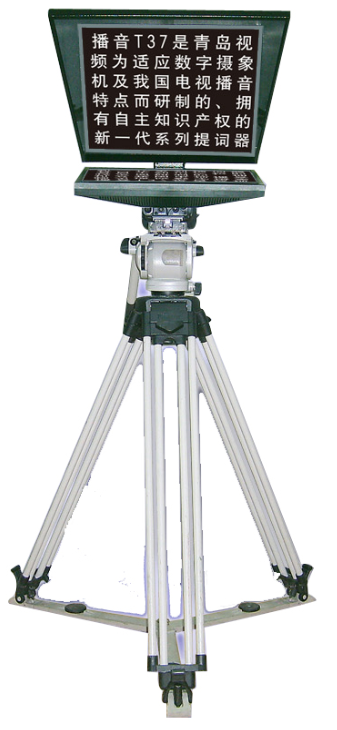 播音T37是青岛视
频为适应数字摄象
机及我国电视播音
特点而研制的、拥
有自主知识产权的
新一代系列提词器